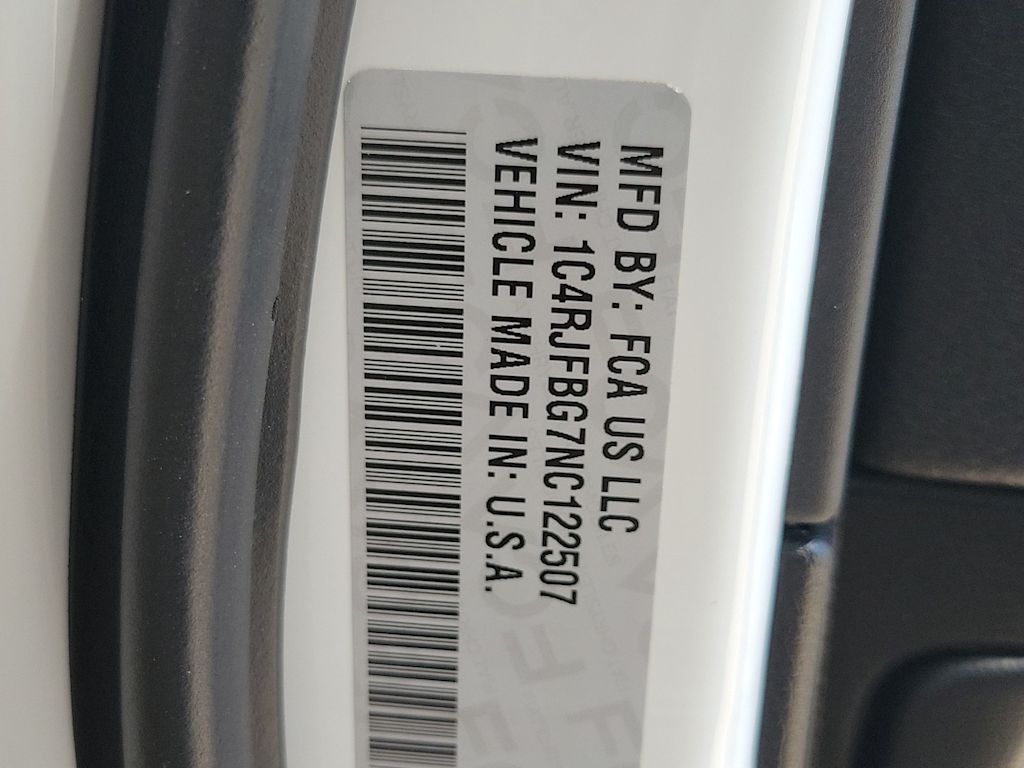 MFD BY: FCA US LLC
VIN: 1C4RJFBG7NC122507
VEHICLE MADE IN: U.S.A.